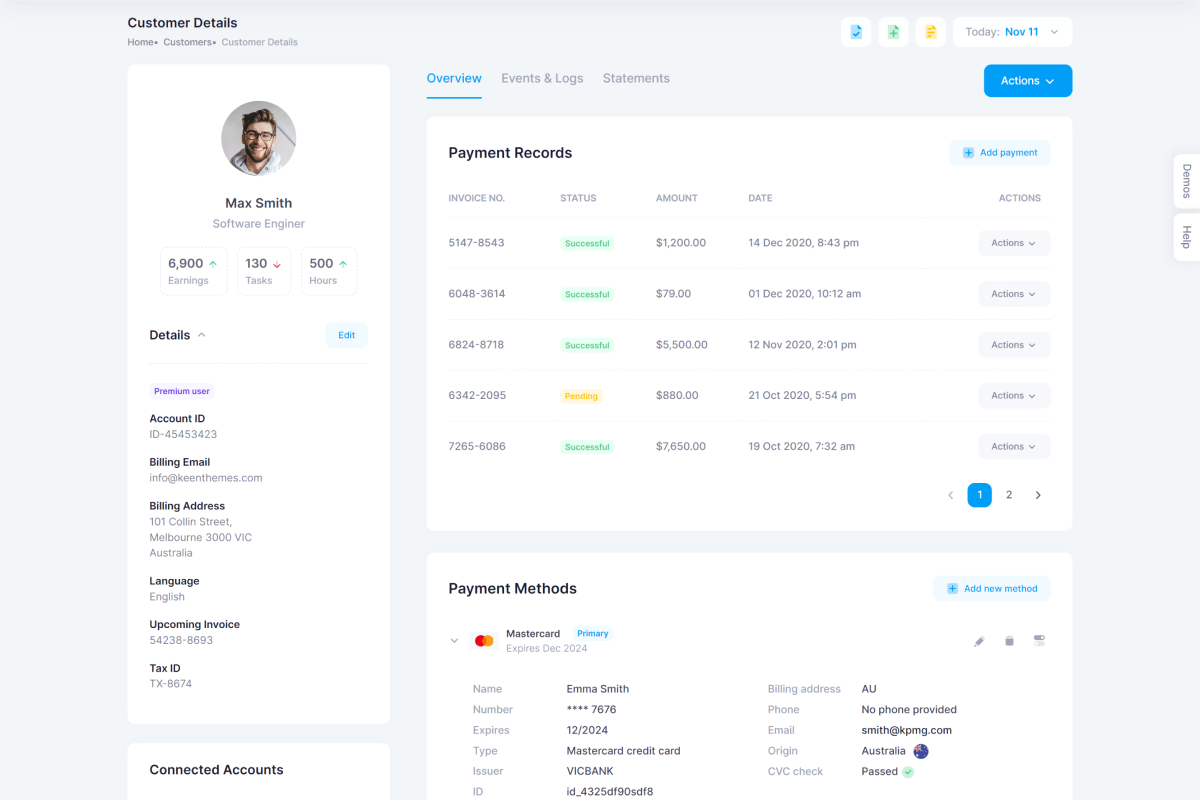 Customer Details
Home• Customers• Customer Details
Today: Nov 11
Max Smith
Software Enginer
6,900
Earnings
130
Tasks
500
Hours
Details
Edit
Premium user
Account ID
ID-45453423
Billing Email
info@keenthemes.com
Billing Address
101 Collin Street,
Melbourne 3000 VIC
Australia
Language
English
Upcoming Invoice
54238-8693
Tax ID
TX-8674
Connected Accounts
Overview Events & Logs Statements
Actions
Payment Records
Add payment
INVOICE NO. STATUS AMOUNT DATE ACTIONS
5147-8543 Successful $1,200.00 14 Dec 2020, 8:43 pm Actions
6048-3614 Successful $79.00 01 Dec 2020, 10:12 am Actions
6824-8718 Successful $5,500.00 12 Nov 2020, 2:01 pm Actions
6342-2095 Pending $880.00 21 Oct 2020, 5:54 pm Actions
7265-6086 Successful $7,650.00 19 Oct 2020, 7:32 am Actions
1 2
Payment Methods
Add new method
Mastercard Primary
Expires Dec 2024
Name Emma Smith Billing address AU
Number **** 7676 Phone No phone provided
Expires 12/2024 Email smith@kpmg.com
Type Mastercard credit card Origin Australia
Issuer VICBANK CVC check Passed
ID id_4325df90sdf8
Demos
Help